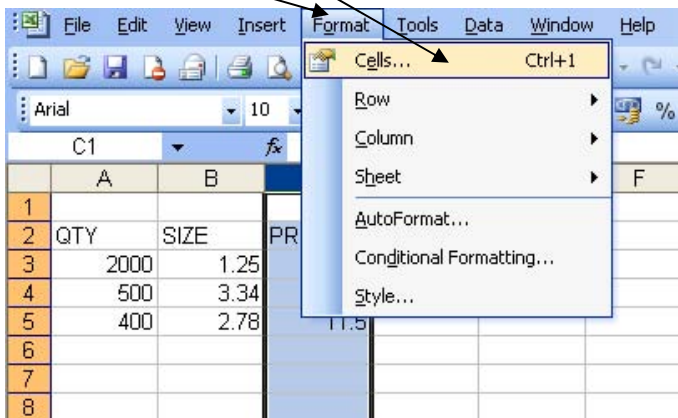 File Edit View Insert Format Tools Data Window Help
Cells... Ctrl+1
Arial 10 %
Row
C1 fx
Column
A B F
Sheet
1
AutoFormat...
2 QTY SIZE PR
Conditional Formatting...
3 2000 1.25
4 500 3.34
Style...
5 400 2.78 11.5
6
7
8